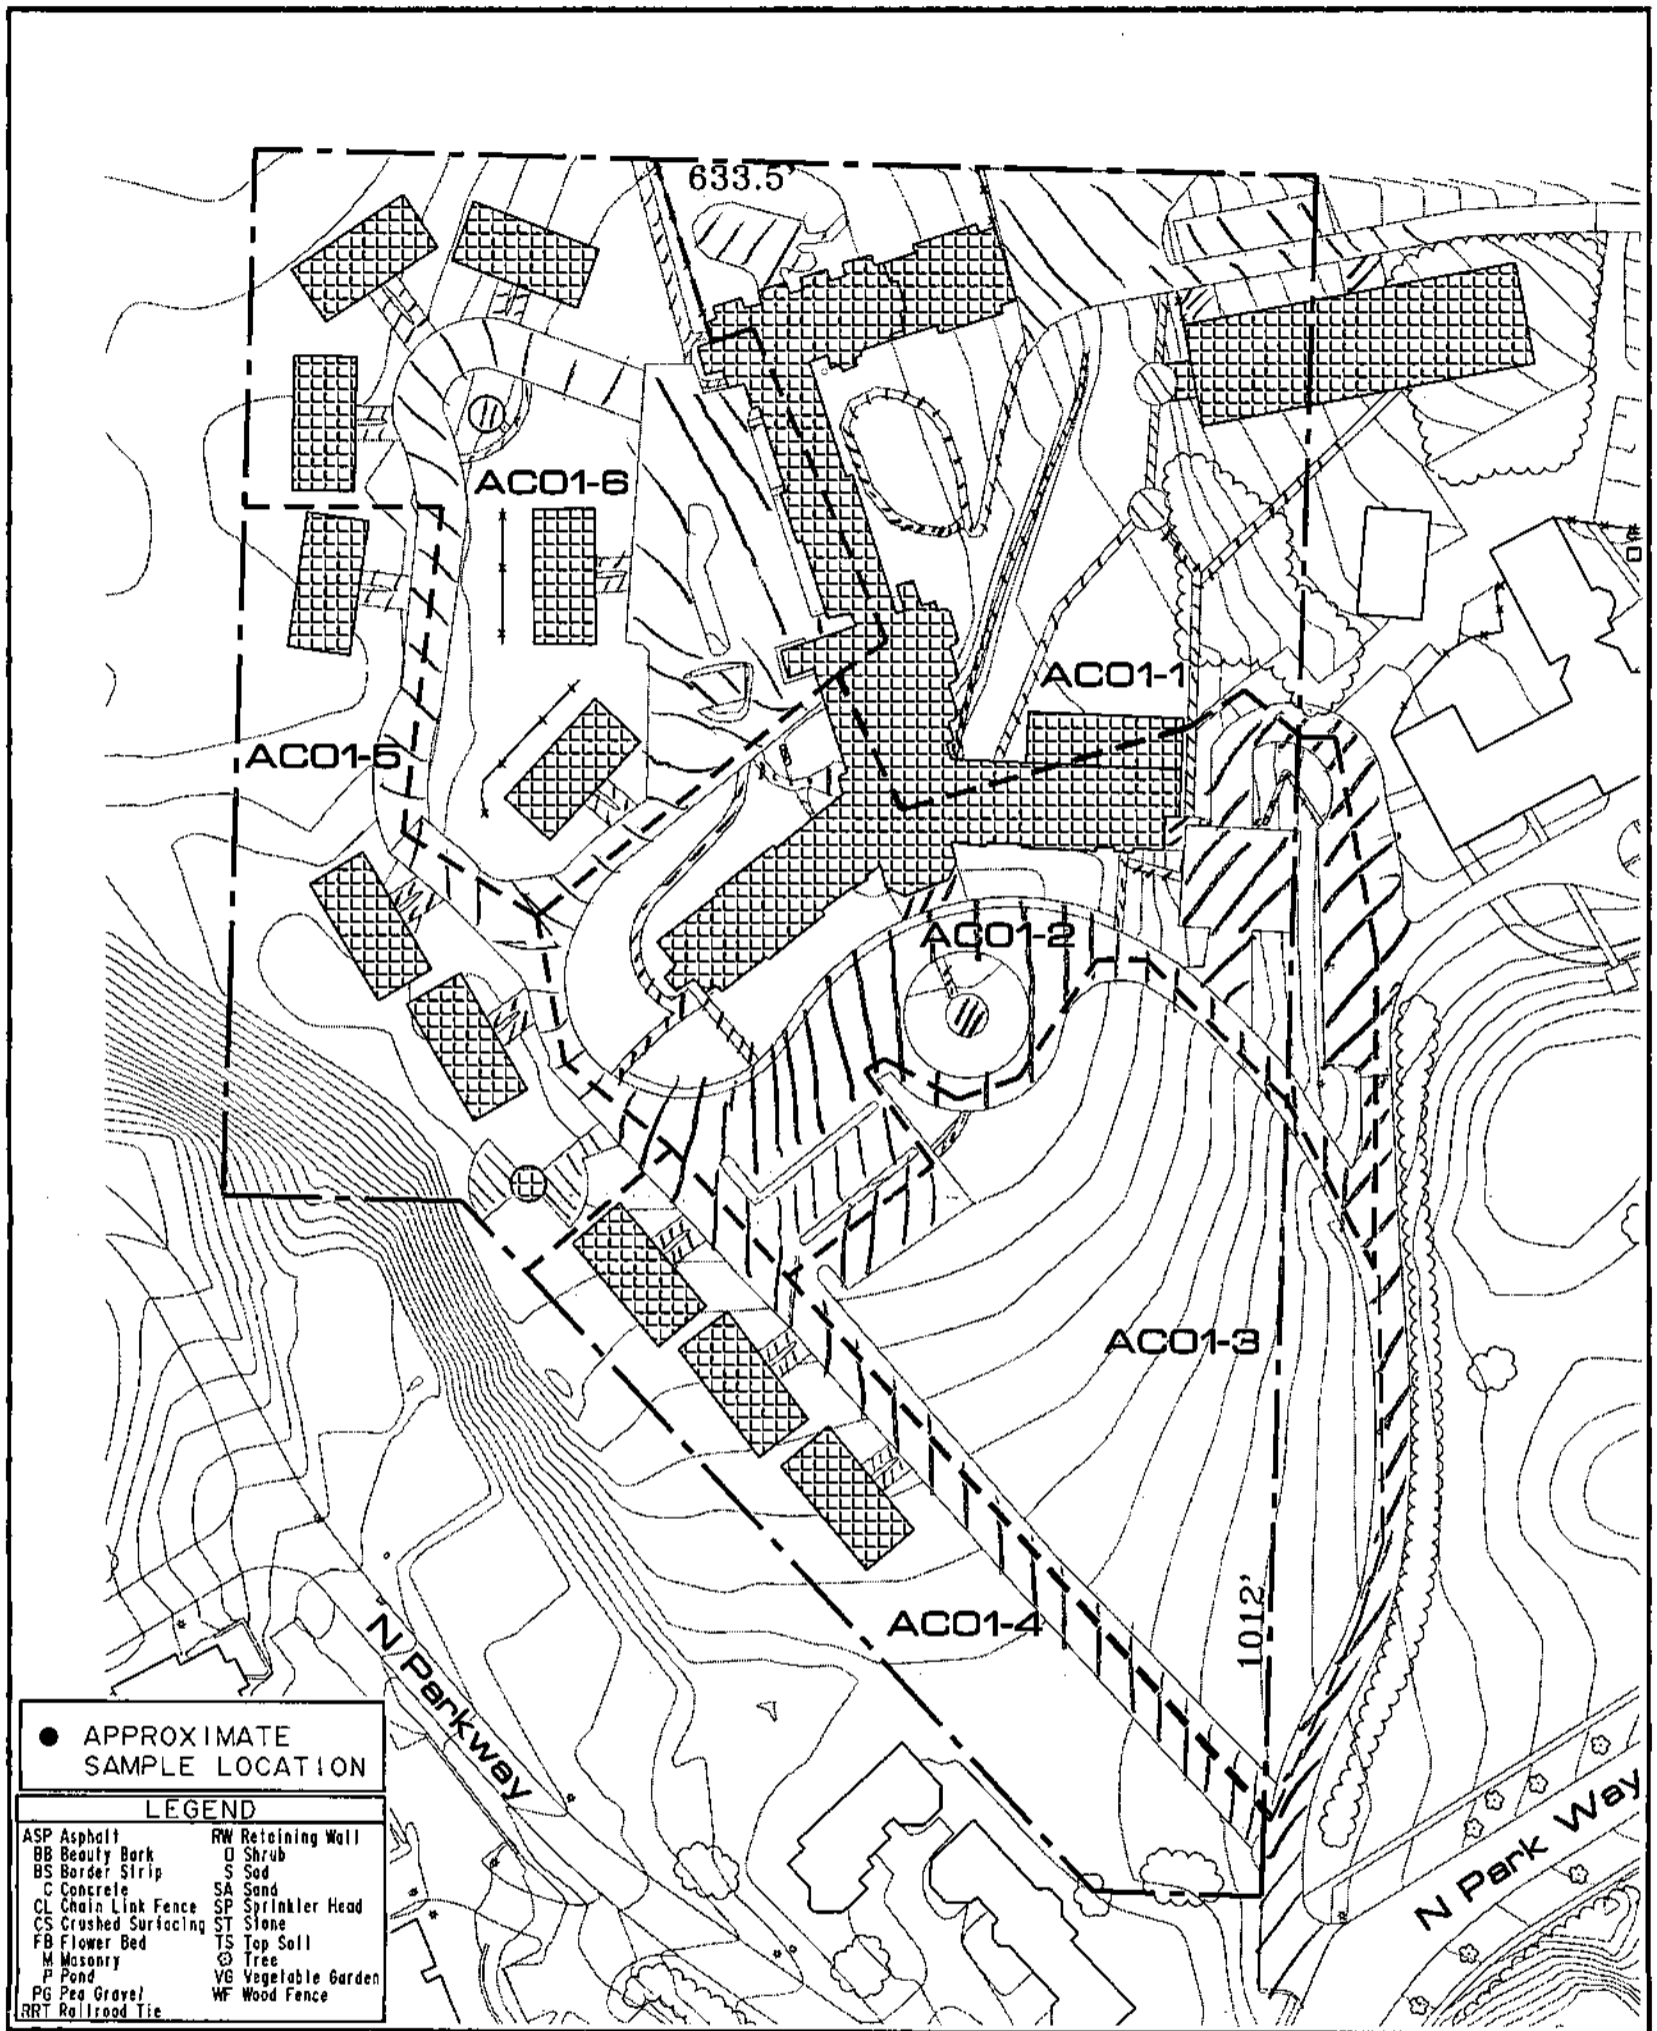 633.5'
AC01-6
AC01-1
AC01-5
AC01-2
AC01-3
1012'
AC01-4
N Parkway
N Park Way
APPROXIMATE
SAMPLE LOCATION
LEGEND
ASP Asphalt
BB Beauty Bark
BS Border Strip
C Concrete
CL Chain Link Fence
CS Crushed Surfacing
FB Flower Bed
M Masonry
P Pond
PG Pea Gravel
RRT Railroad Tie
RW Retaining Wall
Shrub
S Sod
SA Sand
SP Sprinkler Head
ST Stone
TS Top Soil
Tree
VG Vegetable Garden
WF Wood Fence